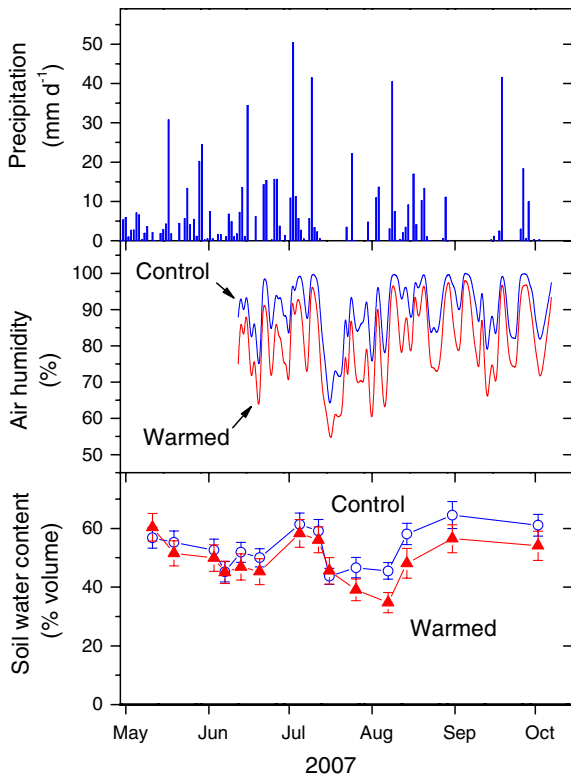 Precipitation
(mm d⁻¹)
50
40
30
20
10
0
Air humidity
(%)
100
90
80
70
60
50
Control
Warmed
Soil water content
(% volume)
60
40
20
0
Control
Warmed
May Jun Jul Aug Sep Oct
2007